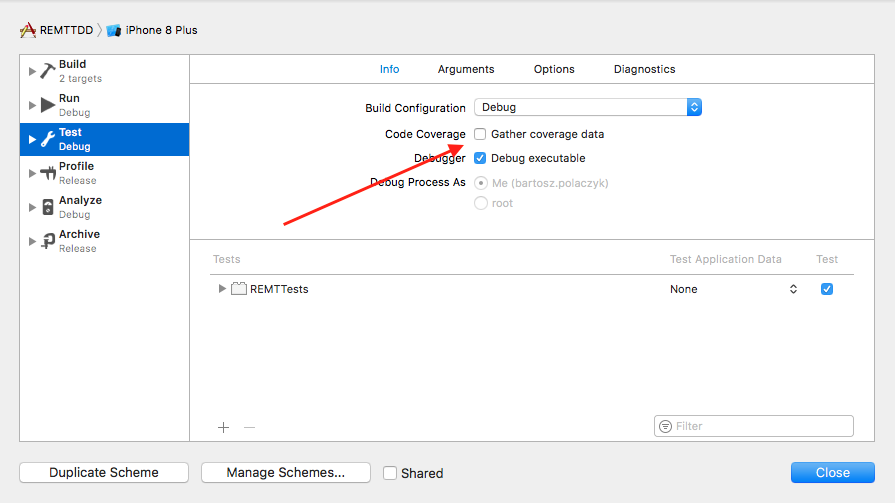 REMTTDD iPhone 8 Plus
Build
2 targets
Run
Debug
Test
Debug
Profile
Release
Analyze
Debug
Archive
Release
Info Arguments Options Diagnostics
Build Configuration Debug
Code Coverage Gather coverage data
Debugger Debug executable
Debug Process As Me (bartosz.polaczyk)
root
Tests Test Application Data Test
REMTTests None
Filter
Duplicate Scheme Manage Schemes... Shared Close